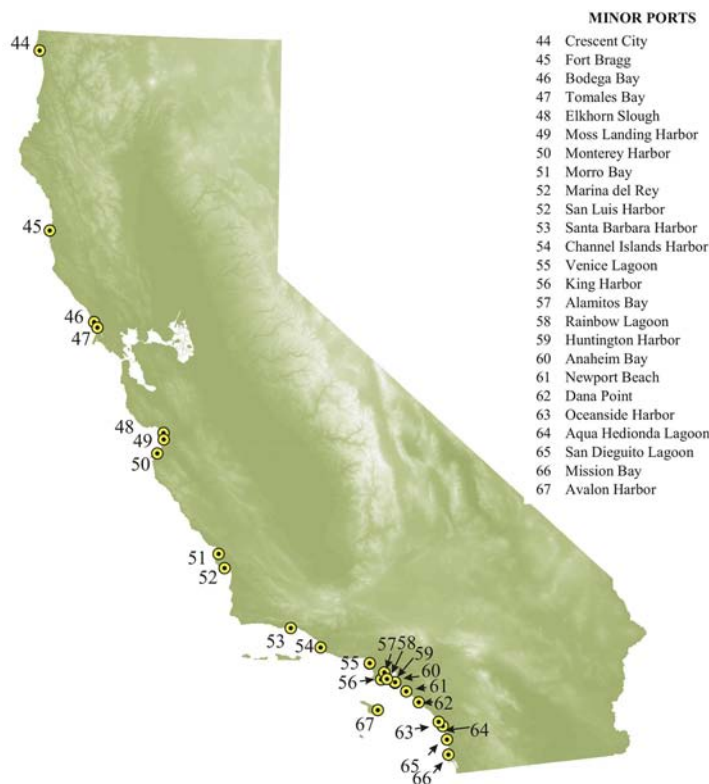 MINOR PORTS
44 Crescent City
45 Fort Bragg
46 Bodega Bay
47 Tomales Bay
48 Elkhorn Slough
49 Moss Landing Harbor
50 Monterey Harbor
51 Morro Bay
52 Marina del Rey
52 San Luis Harbor
53 Santa Barbara Harbor
54 Channel Islands Harbor
55 Venice Lagoon
56 King Harbor
57 Alamitos Bay
58 Rainbow Lagoon
59 Huntington Harbor
60 Anaheim Bay
61 Newport Beach
62 Dana Point
63 Oceanside Harbor
64 Aqua Hedionda Lagoon
65 San Dieguito Lagoon
66 Mission Bay
67 Avalon Harbor
44
45
46
47
48
49
50
51
52
53
54
55
56
57
58
59
60
61
62
67
63
64
65
66